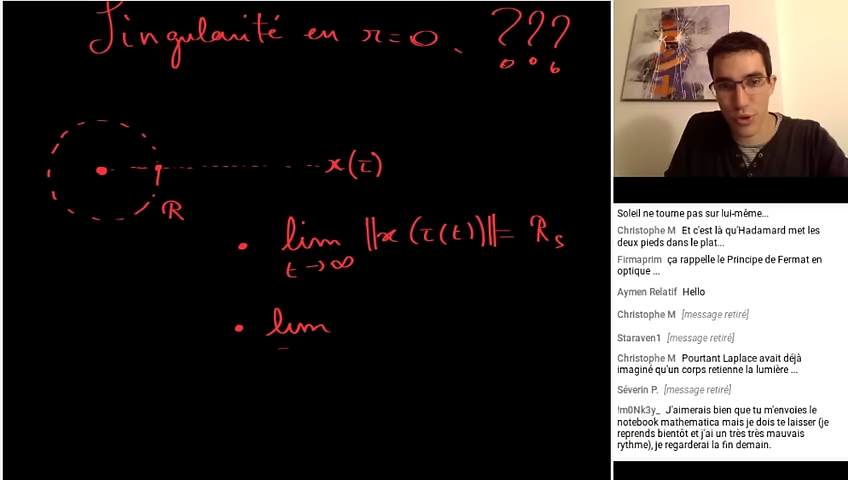 Singularité en r=0. ???
x(τ)
R
• lim ||x(τ(t))|| = R_s
t→∞
• lim
Soleil ne tourne pas sur lui-même...
Christophe M Et c'est là qu'Hadamard met les
deux pieds dans le plat...
Firmaprim ça rappelle le Principe de Fermat en
optique ...
Aymen Relatif Hello
Christophe M [message retiré]
Staraven1 [message retiré]
Christophe M Pourtant Laplace avait déjà
imaginé qu'un corps retienne la lumière ...
Séverin P. [message retiré]
!m0Nk3y_ J'aimerais bien que tu m'envoies le
notebook mathematica mais je dois te laisser (je
reprends bientôt et j'ai un très très mauvais
rythme), je regarderai la fin demain.